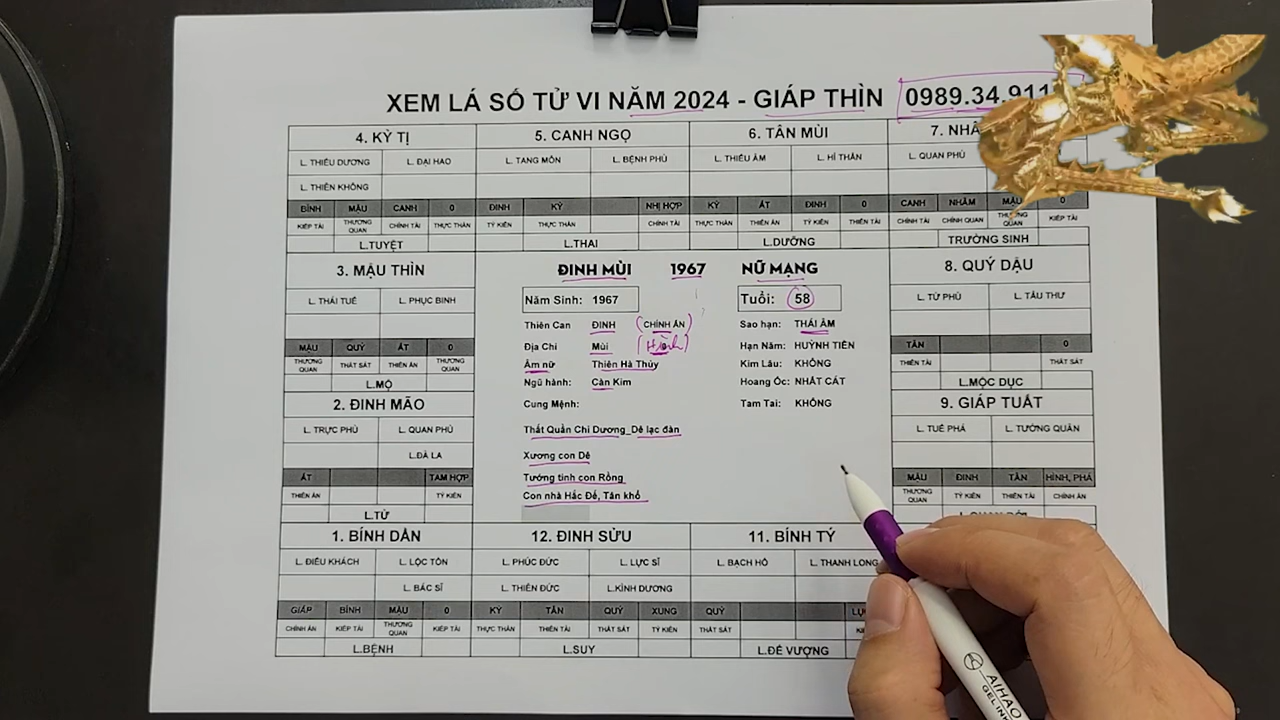 XEM LÁ SỐ TỬ VI NĂM 2024 - GIÁP THÌN 0989.34.911
4. KỶ TỊ 5. CANH NGỌ 6. TÂN MÙI
L. THIẾU DƯƠNG L. ĐẠI HAO L. TANG MÔN L. BỆNH PHÙ L. THIẾU ÂM L. HỈ THẦN L. QUAN PHÙ
L. THIÊN KHÔNG
BÍNH MẬU CANH 0 ĐINH KỶ NHỊ HỢP KỶ ẤT ĐINH 0 CANH NHÂM MẬU 0
KIẾP TÀI THƯƠNG QUAN CHÍNH TÀI THỰC THẦN TỶ KIÊN THỰC THẦN CHÍNH TÀI THỰC THẦN THIÊN ẤN TỶ KIÊN THIÊN TÀI CHÍNH TÀI CHÍNH QUAN THƯƠNG QUAN KIẾP TÀI
L.TUYỆT L.THAI L.DƯỠNG TRƯỜNG SINH
3. MẬU THÌN ĐINH MÙI 1967 NỮ MẠNG 8. QUÝ DẬU
L. THÁI TUẾ L. PHỤC BINH Năm Sinh: 1967 Tuổi: 58 L. TỬ PHÙ L. TẤU THƯ
Thiên Can ĐINH (CHÍNH ẤN) Sao hạn: THÁI ÂM
MẬU QUÝ ẤT 0 Địa Chi Mùi Hạn Năm: HUỲNH TIỀN TÂN 0
THƯƠNG QUAN THẤT SÁT THIÊN ẤN THƯƠNG QUAN Âm nữ Thiên Hà Thủy Kim Lâu: KHÔNG THIÊN TÀI THẤT SÁT
L.MỘ Ngũ hành: Càn Kim Hoang Ốc: NHẤT CÁT L.MỘC DỤC
2. ĐINH MÃO Cung Mệnh: Tam Tai: KHÔNG 9. GIÁP TUẤT
L. TRỰC PHÙ L. QUAN PHỦ Thất Quần Chi Dương_Dê lạc đàn L. TUẾ PHÁ L. TƯỚNG QUÂN
L.ĐÀ LA Xương con Dê
ẤT TAM HỢP Tướng tinh con Rồng MẬU ĐINH TÂN HÌNH, PHÁ
THIÊN ẤN TỶ KIÊN Con nhà Hắc Đế, Tân khổ THƯƠNG QUAN TỶ KIÊN THIÊN TÀI CHÍNH ẤN
L.TỬ
1. BÍNH DẦN 12. ĐINH SỬU 11. BÍNH TÝ
L. ĐIẾU KHÁCH L. LỘC TỒN L. PHÚC ĐỨC L. LỰC SĨ L. BẠCH HỔ L. THANH LONG
L. BÁC SĨ L. THIÊN ĐỨC L.KÌNH DƯƠNG
GIÁP BÍNH MẬU 0 KỶ TÂN QUÝ XUNG QUÝ
CHÍNH ẤN KIẾP TÀI THƯƠNG QUAN KIẾP TÀI THỰC THẦN THIÊN TÀI THẤT SÁT TỶ KIÊN THẤT SÁT
L.BỆNH L.SUY L.ĐẾ VƯỢNG
AIHAO